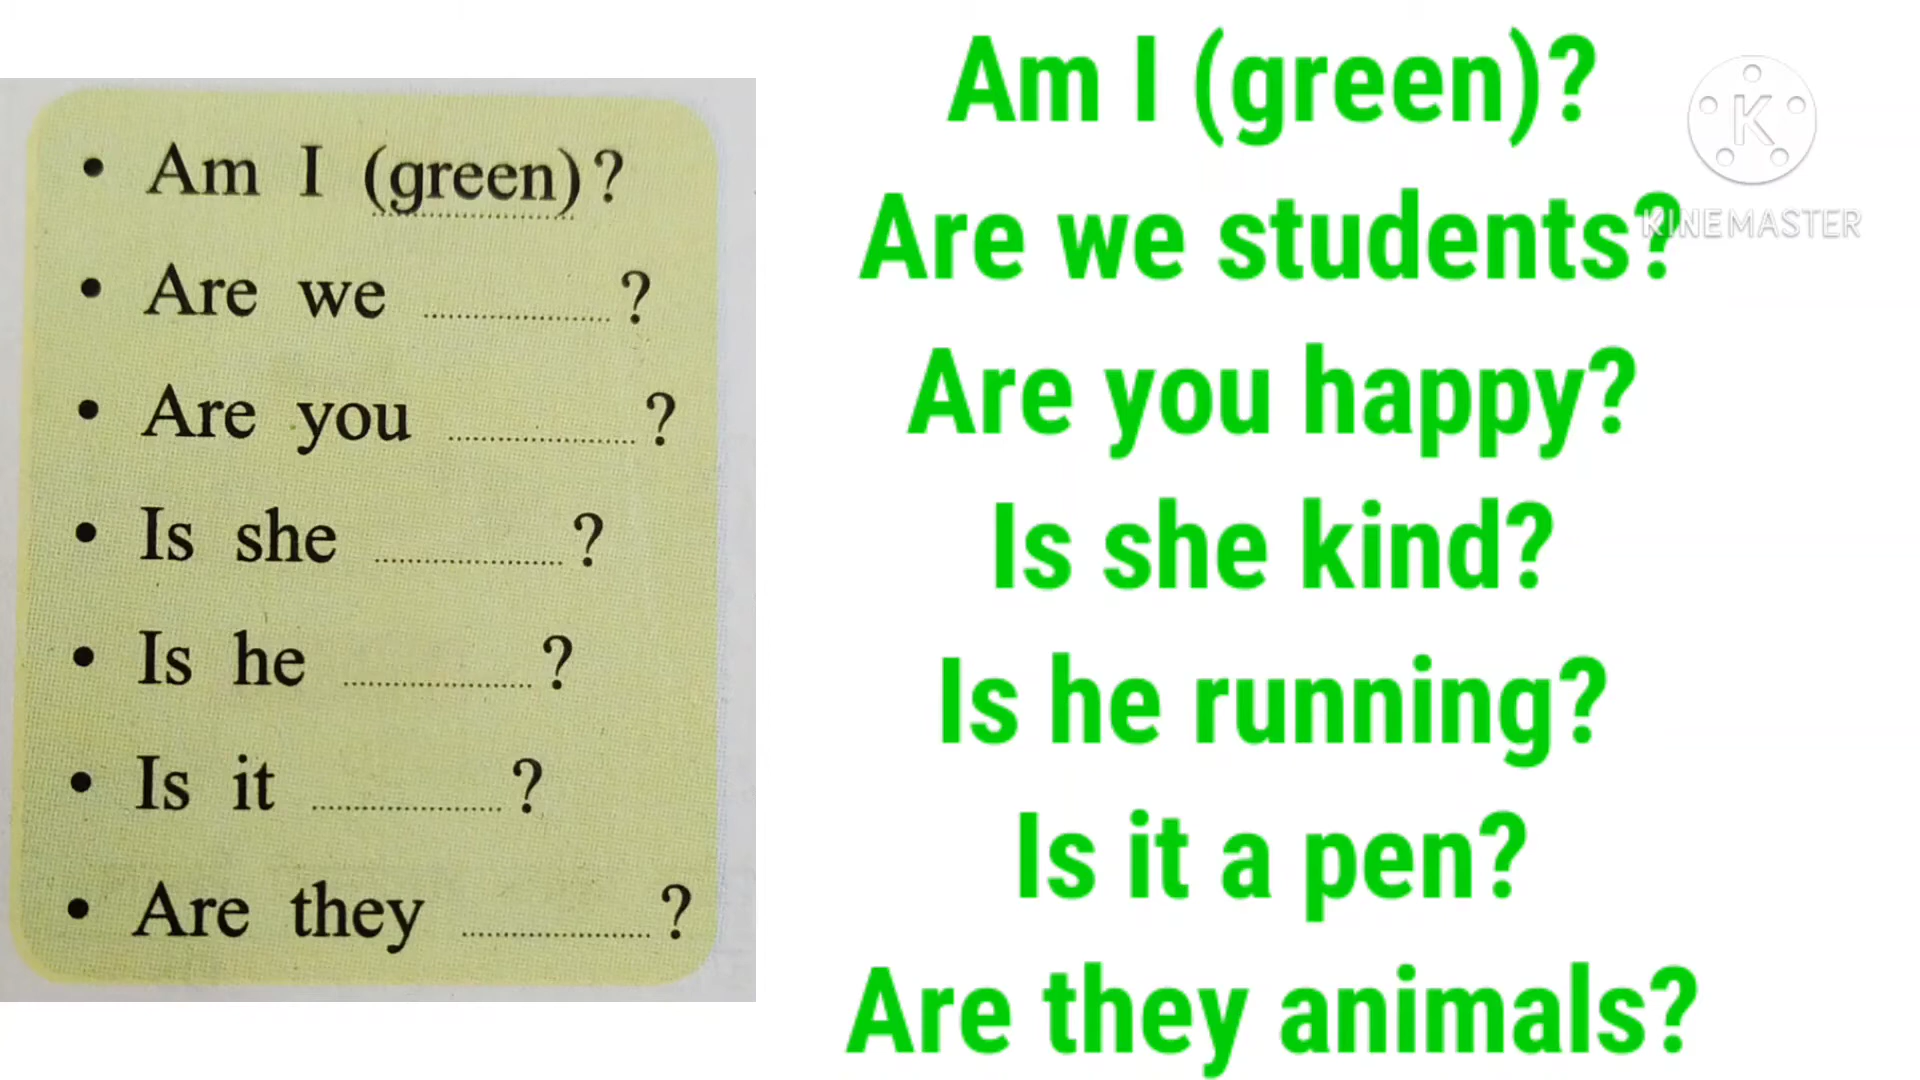 • Am I (green)?
• Are we ............?
• Are you ............?
• Is she ............?
• Is he ............?
• Is it ............?
• Are they ............?
Am I (green)?
Are we students?
Are you happy?
Is she kind?
Is he running?
Is it a pen?
Are they animals?
K
KINEMASTER